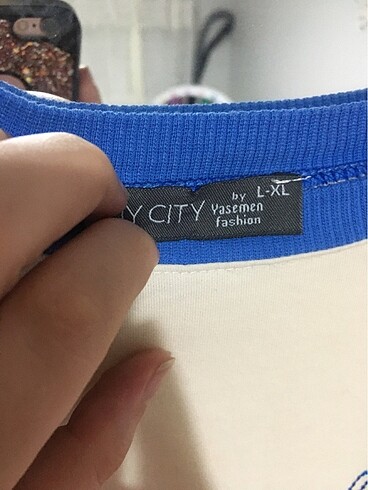 Y CITY
by L-XL
Yasemen
fashion